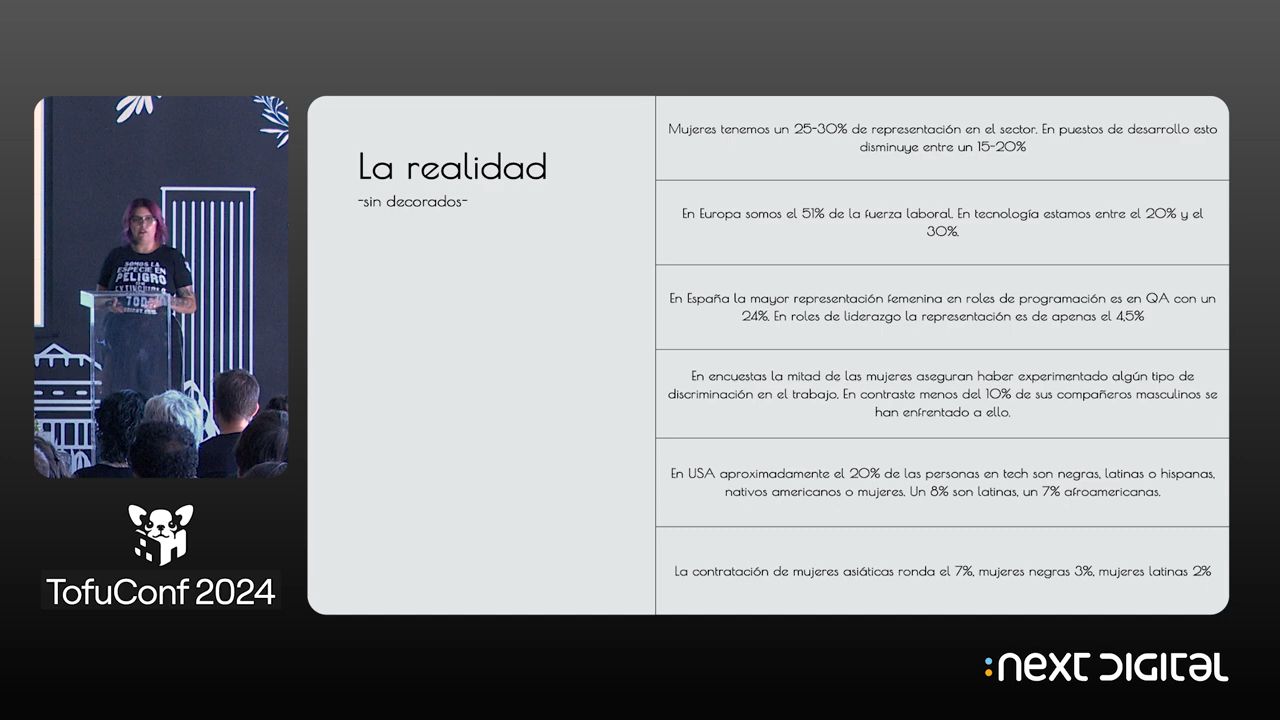 SOMOS LA
ESPECIE EN
PELIGRO
EXTINGUIRLO
TODO
La realidad
-sin decorados-
Mujeres tenemos un 25-30% de representación en el sector. En puestos de desarrollo esto
disminuye entre un 15-20%
En Europa somos el 51% de la fuerza laboral. En tecnología estamos entre el 20% y el
30%.
En España la mayor representación femenina en roles de programación es en QA con un
24%. En roles de liderazgo la representación es de apenas el 4,5%
En encuestas la mitad de las mujeres aseguran haber experimentado algún tipo de
discriminación en el trabajo. En contraste menos del 10% de sus compañeros masculinos se
han enfrentado a ello.
En USA aproximadamente el 20% de las personas en tech son negras, latinas o hispanas,
nativos americanos o mujeres. Un 8% son latinas, un 7% afroamericanas.
La contratación de mujeres asiáticas ronda el 7%, mujeres negras 3%, mujeres latinas 2%
TofuConf 2024
:next digital